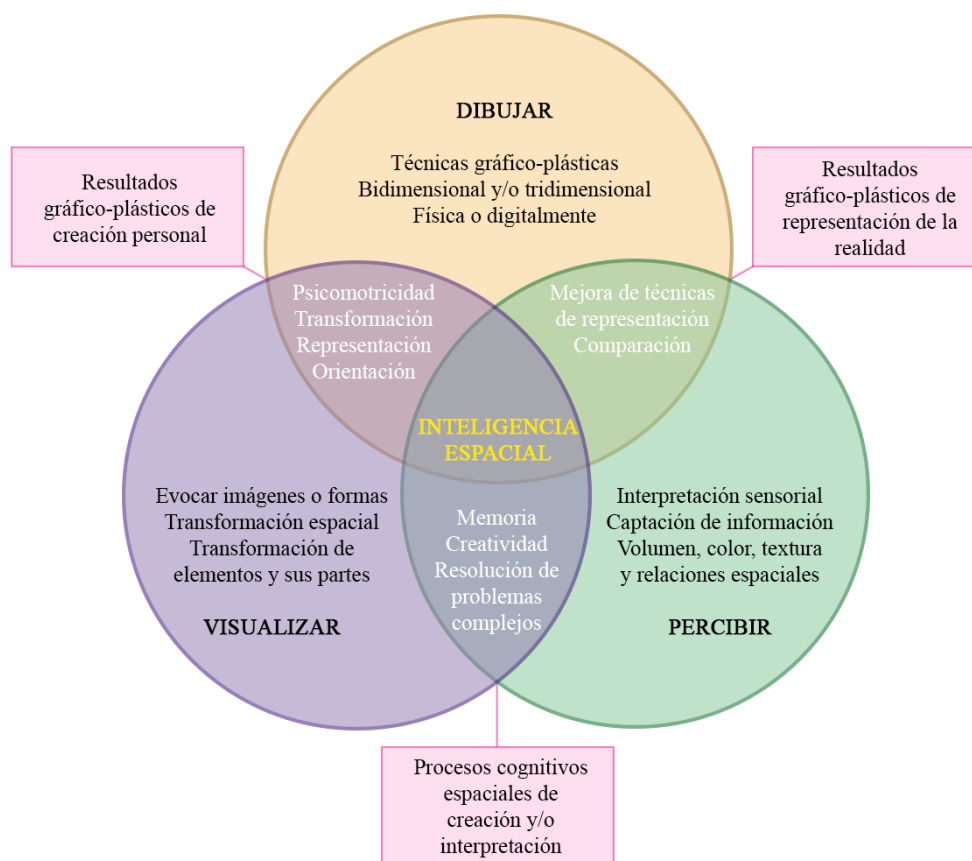 DIBUJAR
Técnicas gráfico-plásticas
Bidimensional y/o tridimensional
Física o digitalmente
Resultados
gráfico-plásticos de
creación personal
Resultados
gráfico-plásticos de
representación de la
realidad
Psicomotricidad
Transformación
Representación
Orientación
Mejora de técnicas
de representación
Comparación
INTELIGENCIA
ESPACIAL
Evocar imágenes o formas
Transformación espacial
Transformación de
elementos y sus partes
VISUALIZAR
Memoria
Creatividad
Resolución de
problemas
complejos
Interpretación sensorial
Captación de información
Volumen, color, textura
y relaciones espaciales
PERCIBIR
Procesos cognitivos
espaciales de
creación y/o
interpretación